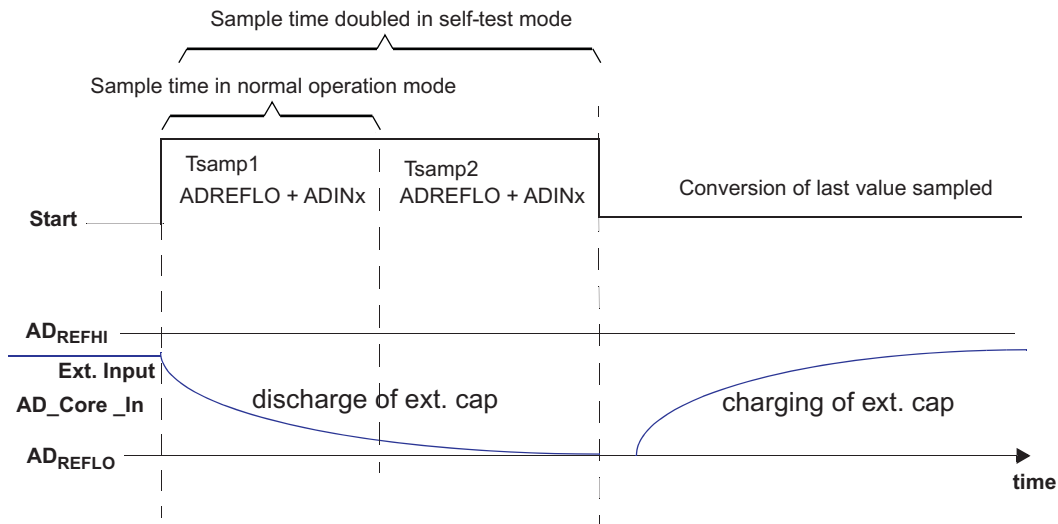 Sample time doubled in self-test mode
Sample time in normal operation mode
Tsamp1
ADREFLO + ADINx
Tsamp2
ADREFLO + ADINx
Conversion of last value sampled
Start
AD_REFHI
Ext. Input
AD_Core _In
discharge of ext. cap
charging of ext. cap
AD_REFLO
time